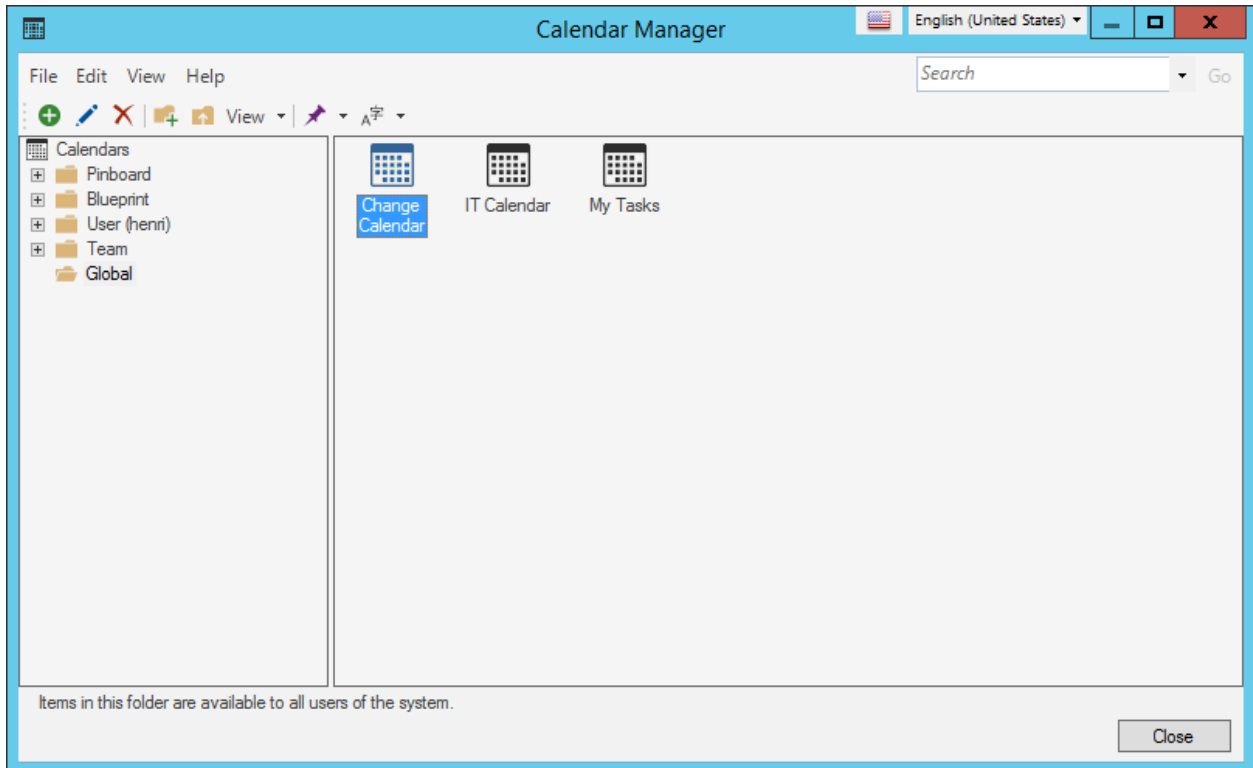 Calendar Manager
English (United States)
File Edit View Help
Search
Go
View
A字
Calendars
Pinboard
Blueprint
User (henri)
Team
Global
Change
Calendar
IT Calendar
My Tasks
Items in this folder are available to all users of the system.
Close